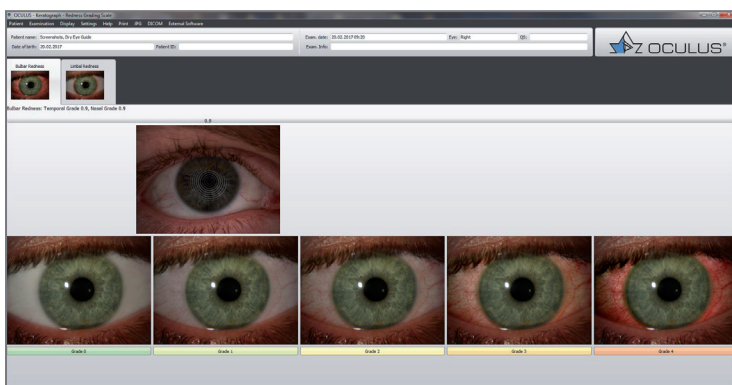 OCULUS - Keratograph - Redness Grading Scale
Patient Examination Display Settings Help Print JPG DICOM External Software
Patient name: Screenshots, Dry Eye Guide
Exam. date: 20.02.2017 09:20 Eye: Right QS:
Date of birth: 20.02.2017 Patient ID:
Exam. Info:
OCULUS®
Bulbar Redness Limbal Redness
Bulbar Redness: Temporal Grade 0.9, Nasal Grade 0.9
0.9
Grade 0 Grade 1 Grade 2 Grade 3 Grade 4